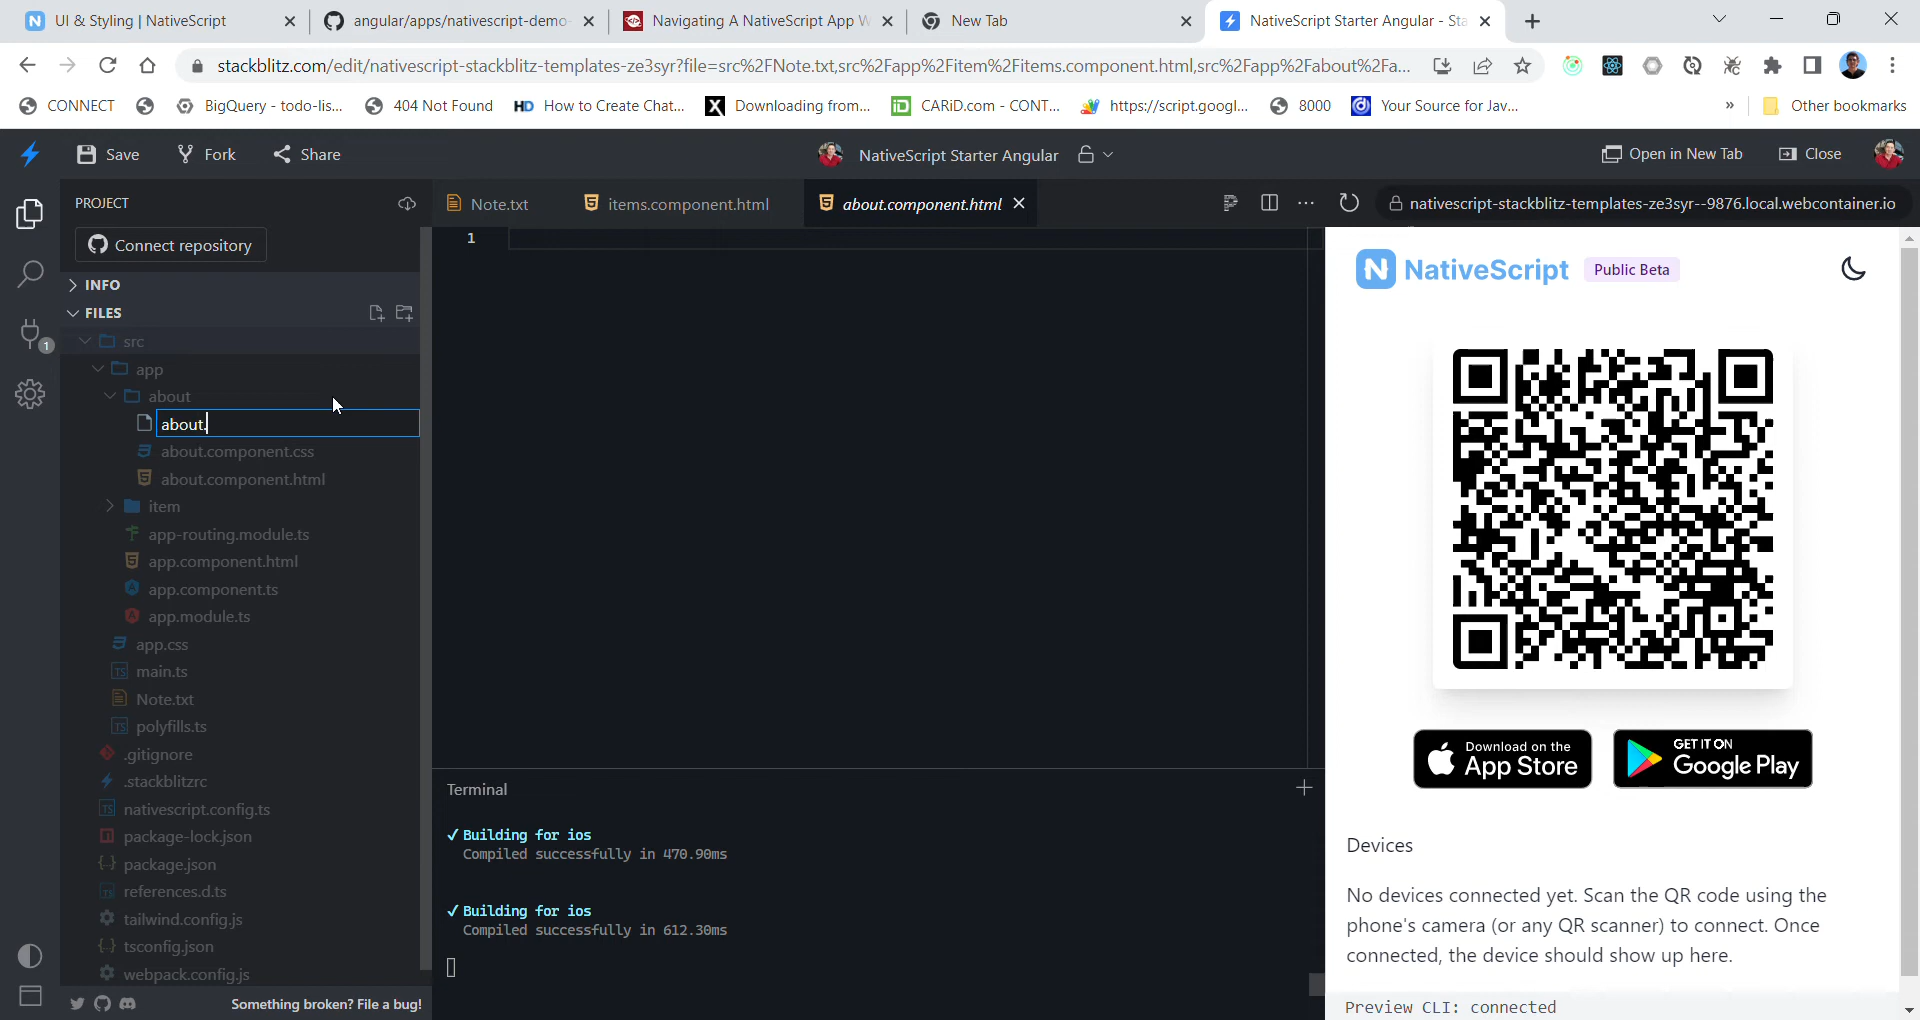 UI & Styling | NativeScript
angular/apps/nativescript-demo-
Navigating A NativeScript App W
New Tab
NativeScript Starter Angular - Sta
stackblitz.com/edit/nativescript-stackblitz-templates-ze3syr?file=src%2FNote.txt,src%2Fapp%2Fitem%2Fitems.component.html,src%2Fapp%2Fabout%2Fa...
CONNECT
BigQuery - todo-lis...
404 Not Found
HD How to Create Chat...
X Downloading from...
iD CARiD.com - CONT...
https://script.googl...
8000
Your Source for Jav...
»
Other bookmarks
Save
Fork
Share
NativeScript Starter Angular
Open in New Tab
Close
PROJECT
Note.txt
items.component.html
about.component.html
nativescript-stackblitz-templates-ze3syr--9876.local.webcontainer.io
Connect repository
INFO
FILES
src
app
about
about.
about.component.css
about.component.html
item
app-routing.module.ts
app.component.html
app.component.ts
app.module.ts
app.css
TS main.ts
Note.txt
TS polyfills.ts
.gitignore
.stackblitzrc
TS nativescript.config.ts
package-lock.json
{··} package.json
TS references.d.ts
tailwind.config.js
{··} tsconfig.json
webpack.config.js
1
Something broken? File a bug!
1
Terminal
✓ Building for ios
Compiled successfully in 470.90ms
✓ Building for ios
Compiled successfully in 612.30ms
N NativeScript
Public Beta
Download on the
App Store
GET IT ON
Google Play
Devices
No devices connected yet. Scan the QR code using the
phone's camera (or any QR scanner) to connect. Once
connected, the device should show up here.
Preview CLI: connected